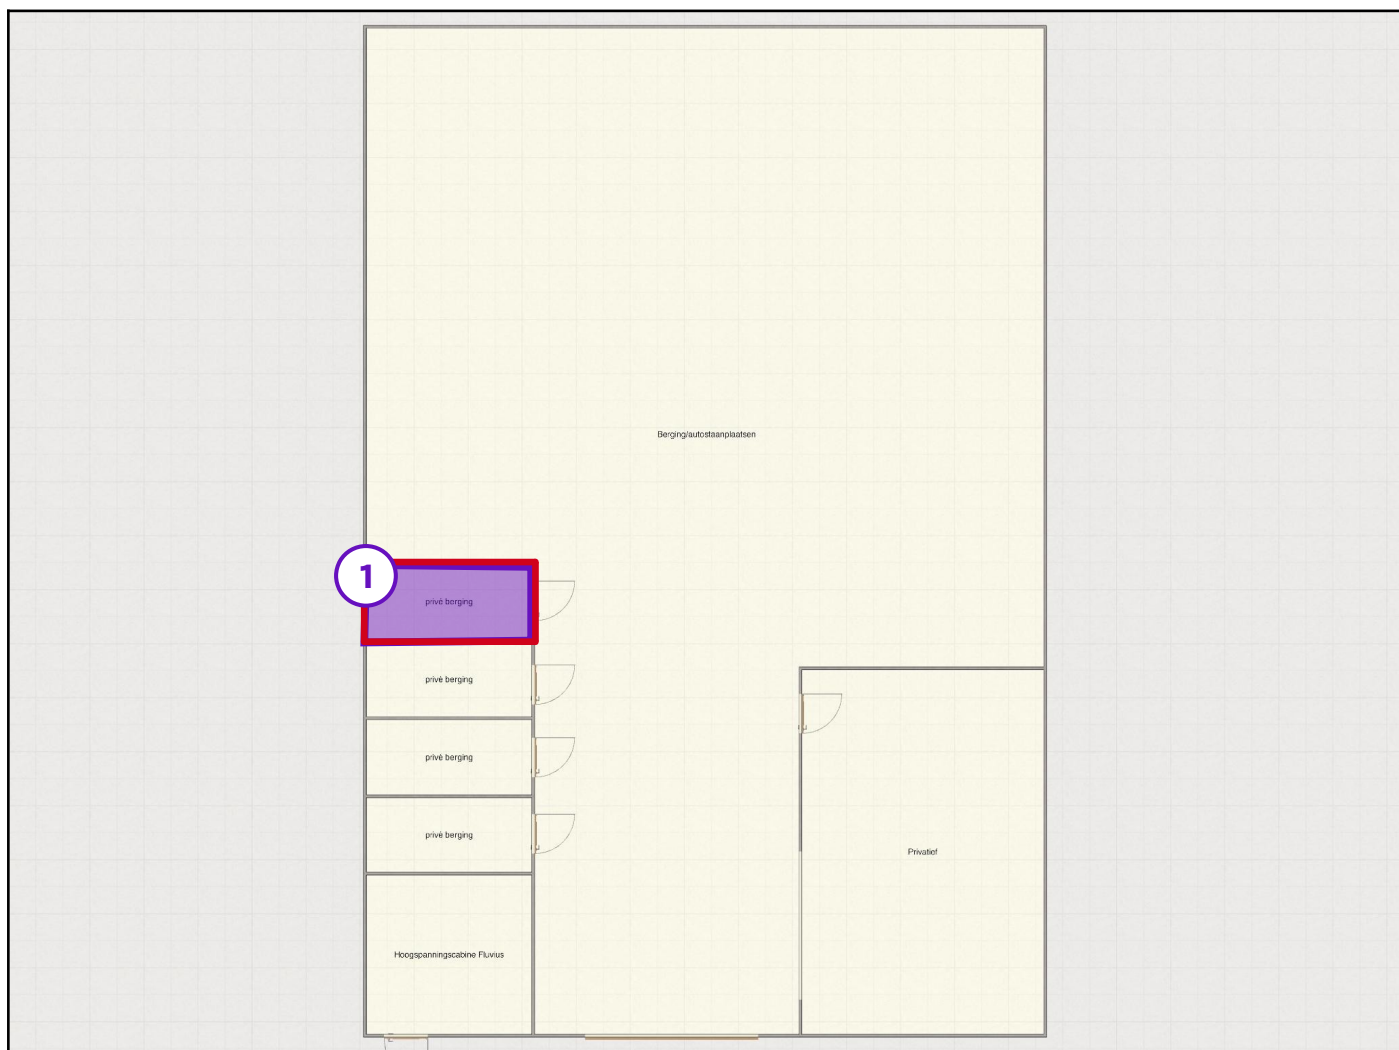 Berging/autostaanplaatsen
1
privé berging
privé berging
privé berging
privé berging
Privatief
Hoogspanningscabine Fluvius